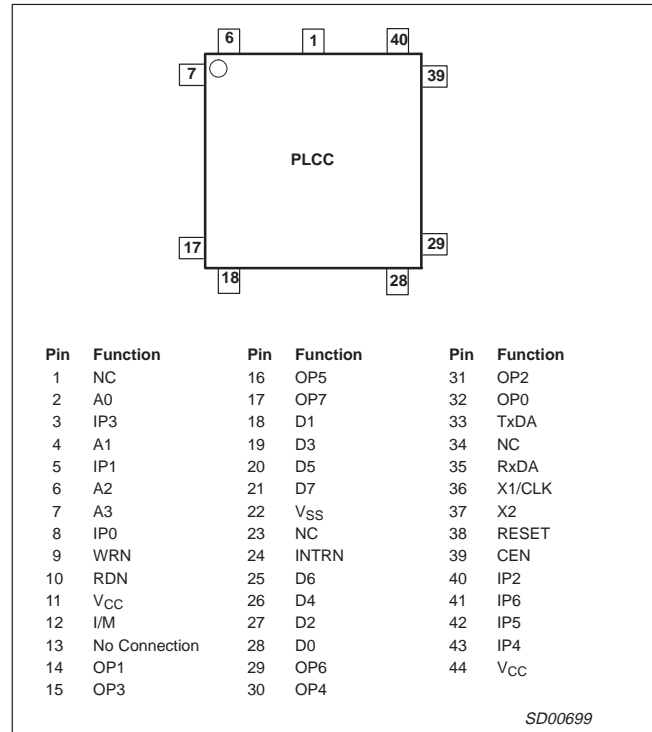 6 1 40
7 39
PLCC
17 29
18 28
Pin Function Pin Function Pin Function
1 NC 16 OP5 31 OP2
2 A0 17 OP7 32 OP0
3 IP3 18 D1 33 TxDA
4 A1 19 D3 34 NC
5 IP1 20 D5 35 RxDA
6 A2 21 D7 36 X1/CLK
7 A3 22 VSS 37 X2
8 IP0 23 NC 38 RESET
9 WRN 24 INTRN 39 CEN
10 RDN 25 D6 40 IP2
11 VCC 26 D4 41 IP6
12 I/M 27 D2 42 IP5
13 No Connection 28 D0 43 IP4
14 OP1 29 OP6 44 VCC
15 OP3 30 OP4
SD00699